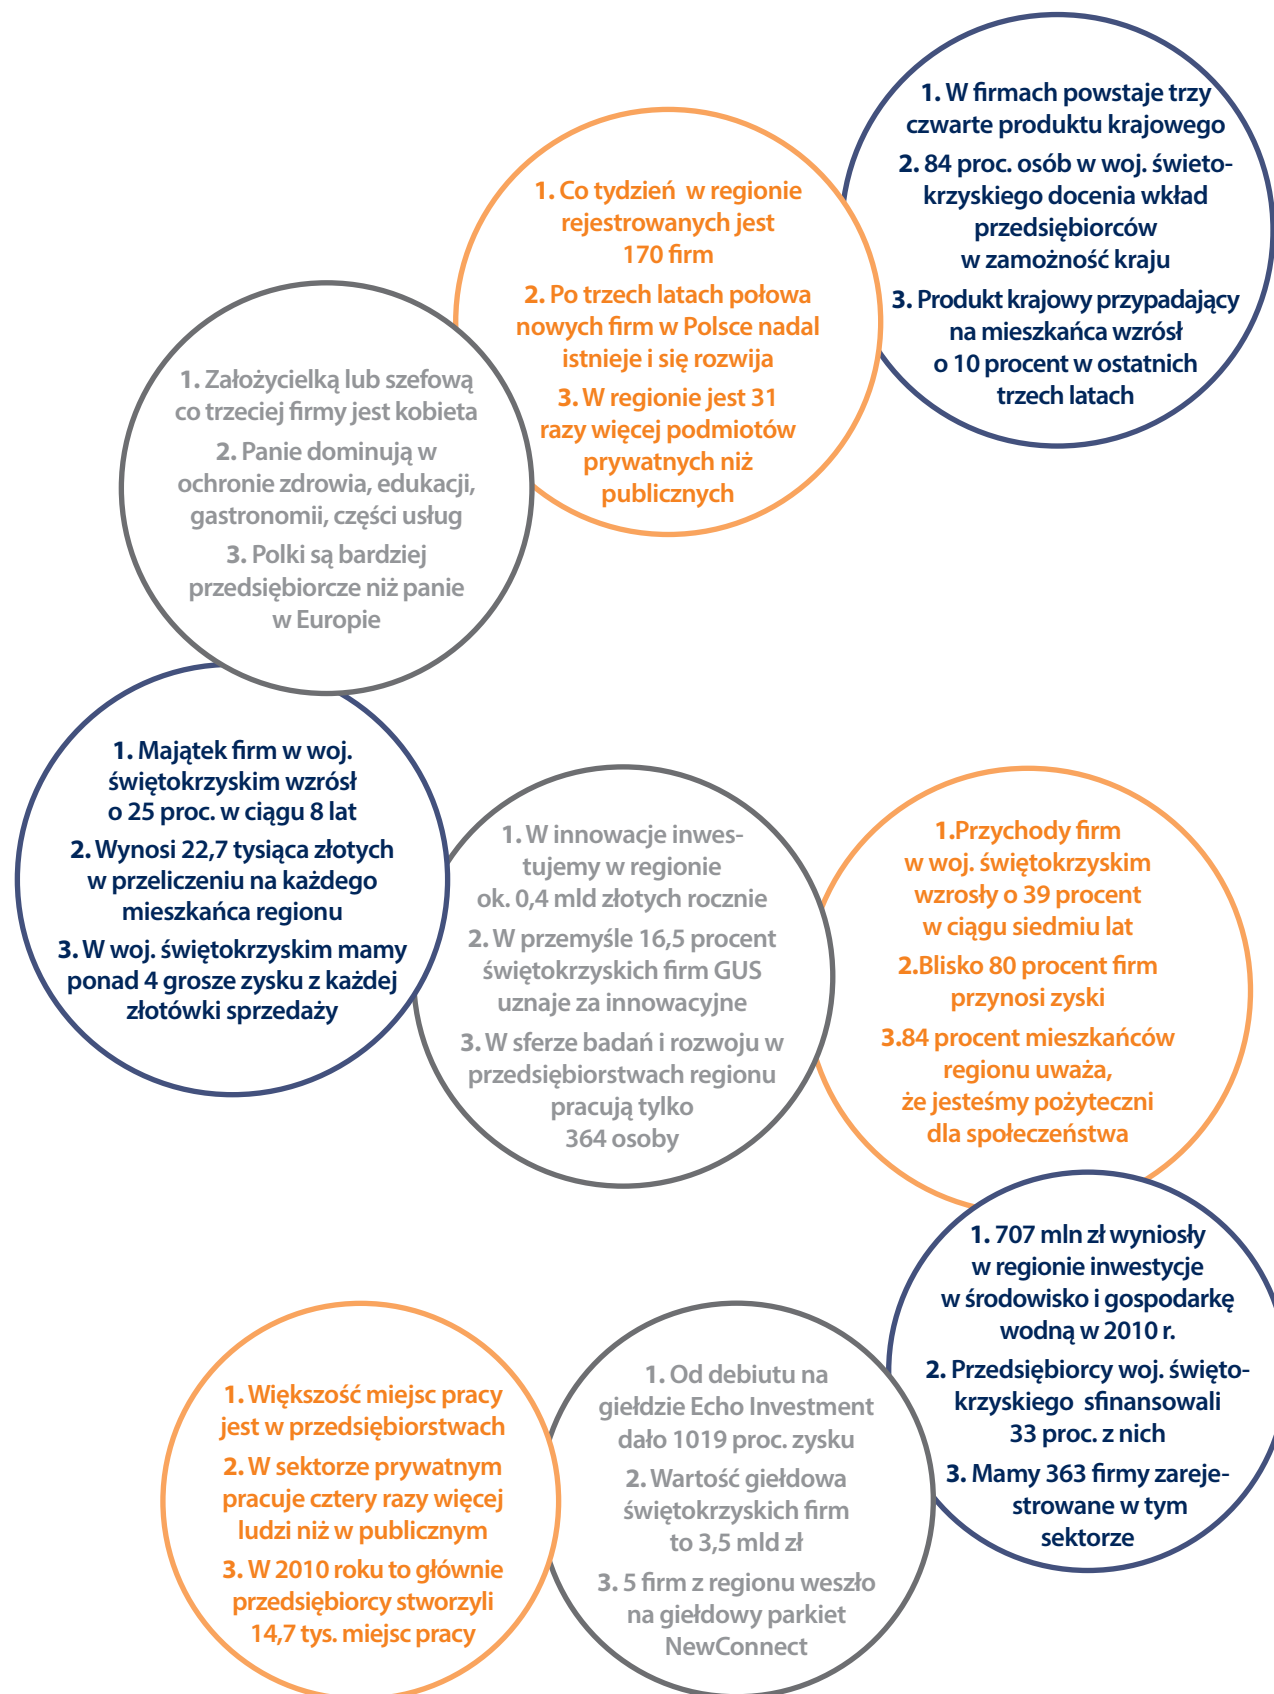 1. W firmach powstaje trzy
czwarte produktu krajowego
2. 84 proc. osób w woj. święto-
krzyskiego docenia wkład
przedsiębiorców
w zamożność kraju
3. Produkt krajowy przypadający
na mieszkańca wzrósł
o 10 procent w ostatnich
trzech latach
1. Co tydzień w regionie
rejestrowanych jest
170 firm
2. Po trzech latach połowa
nowych firm w Polsce nadal
istnieje i się rozwija
3. W regionie jest 31
razy więcej podmiotów
prywatnych niż
publicznych
1. Założycielką lub szefową
co trzeciej firmy jest kobieta
2. Panie dominują w
ochronie zdrowia, edukacji,
gastronomii, części usług
3. Polki są bardziej
przedsiębiorcze niż panie
w Europie
1. Majątek firm w woj.
świętokrzyskim wzrósł
o 25 proc. w ciągu 8 lat
2. Wynosi 22,7 tysiąca złotych
w przeliczeniu na każdego
mieszkańca regionu
3. W woj. świętokrzyskim mamy
ponad 4 grosze zysku z każdej
złotówki sprzedaży
1. W innowacje inwes-
tujemy w regionie
ok. 0,4 mld złotych rocznie
2. W przemyśle 16,5 procent
świętokrzyskich firm GUS
uznaje za innowacyjne
3. W sferze badań i rozwoju w
przedsiębiorstwach regionu
pracują tylko
364 osoby
1.Przychody firm
w woj. świętokrzyskim
wzrosły o 39 procent
w ciągu siedmiu lat
2.Blisko 80 procent firm
przynosi zyski
3.84 procent mieszkańców
regionu uważa,
że jesteśmy pożyteczni
dla społeczeństwa
1. 707 mln zł wyniosły
w regionie inwestycje
w środowisko i gospodarkę
wodną w 2010 r.
2. Przedsiębiorcy woj. święto-
krzyskiego sfinansowali
33 proc. z nich
3. Mamy 363 firmy zareje-
strowane w tym
sektorze
1. Od debiutu na
giełdzie Echo Investment
dało 1019 proc. zysku
2. Wartość giełdowa
świętokrzyskich firm
to 3,5 mld zł
3. 5 firm z regionu weszło
na giełdowy parkiet
NewConnect
1. Większość miejsc pracy
jest w przedsiębiorstwach
2. W sektorze prywatnym
pracuje cztery razy więcej
ludzi niż w publicznym
3. W 2010 roku to głównie
przedsiębiorcy stworzyli
14,7 tys. miejsc pracy